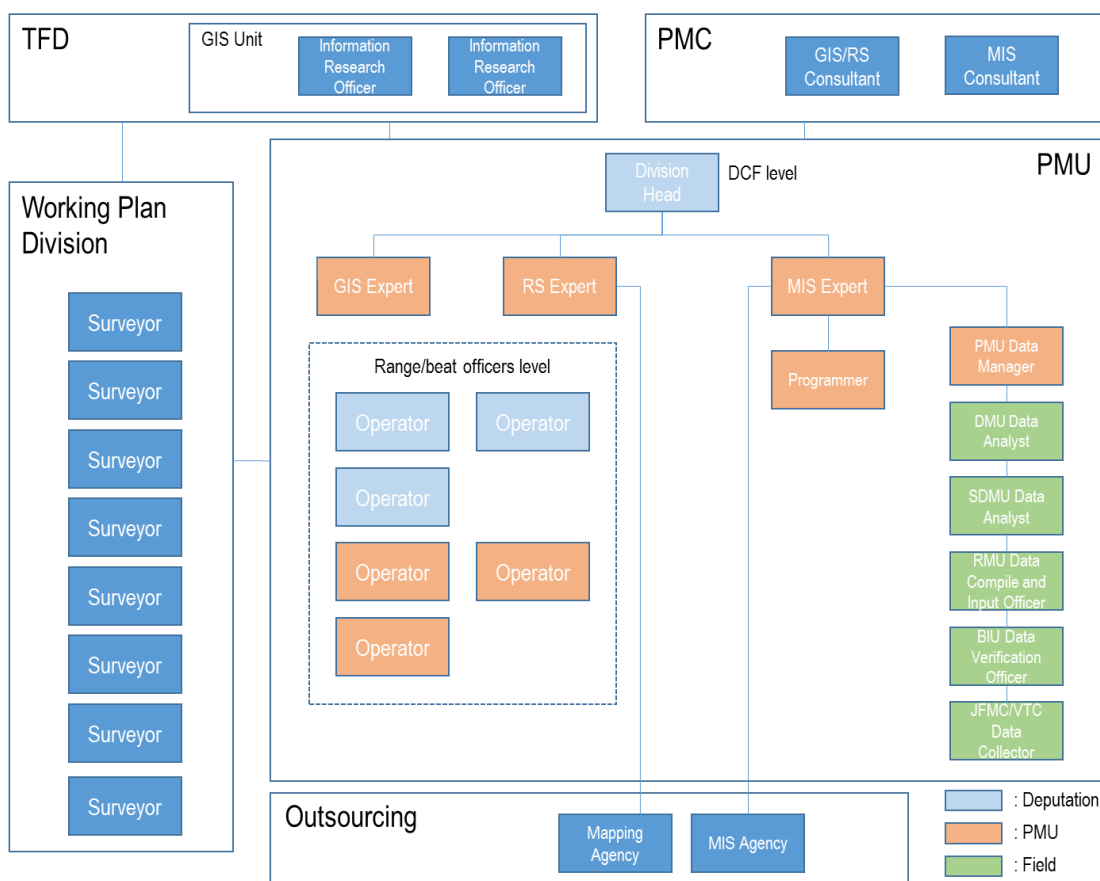 TFD
GIS Unit
Information
Research
Officer
Information
Research
Officer
PMC
GIS/RS
Consultant
MIS
Consultant
Working Plan
Division
Surveyor
Surveyor
Surveyor
Surveyor
Surveyor
Surveyor
Surveyor
Surveyor
PMU
Division
Head
DCF level
GIS Expert
RS Expert
MIS Expert
Programmer
Range/beat officers level
Operator
Operator
Operator
Operator
Operator
Operator
PMU Data
Manager
DMU Data
Analyst
SDMU Data
Analyst
RMU Data
Compile and
Input Officer
BIU Data
Verification
Officer
JFMC/VTC
Data
Collector
Outsourcing
Mapping
Agency
MIS Agency
: Deputation
: PMU
: Field